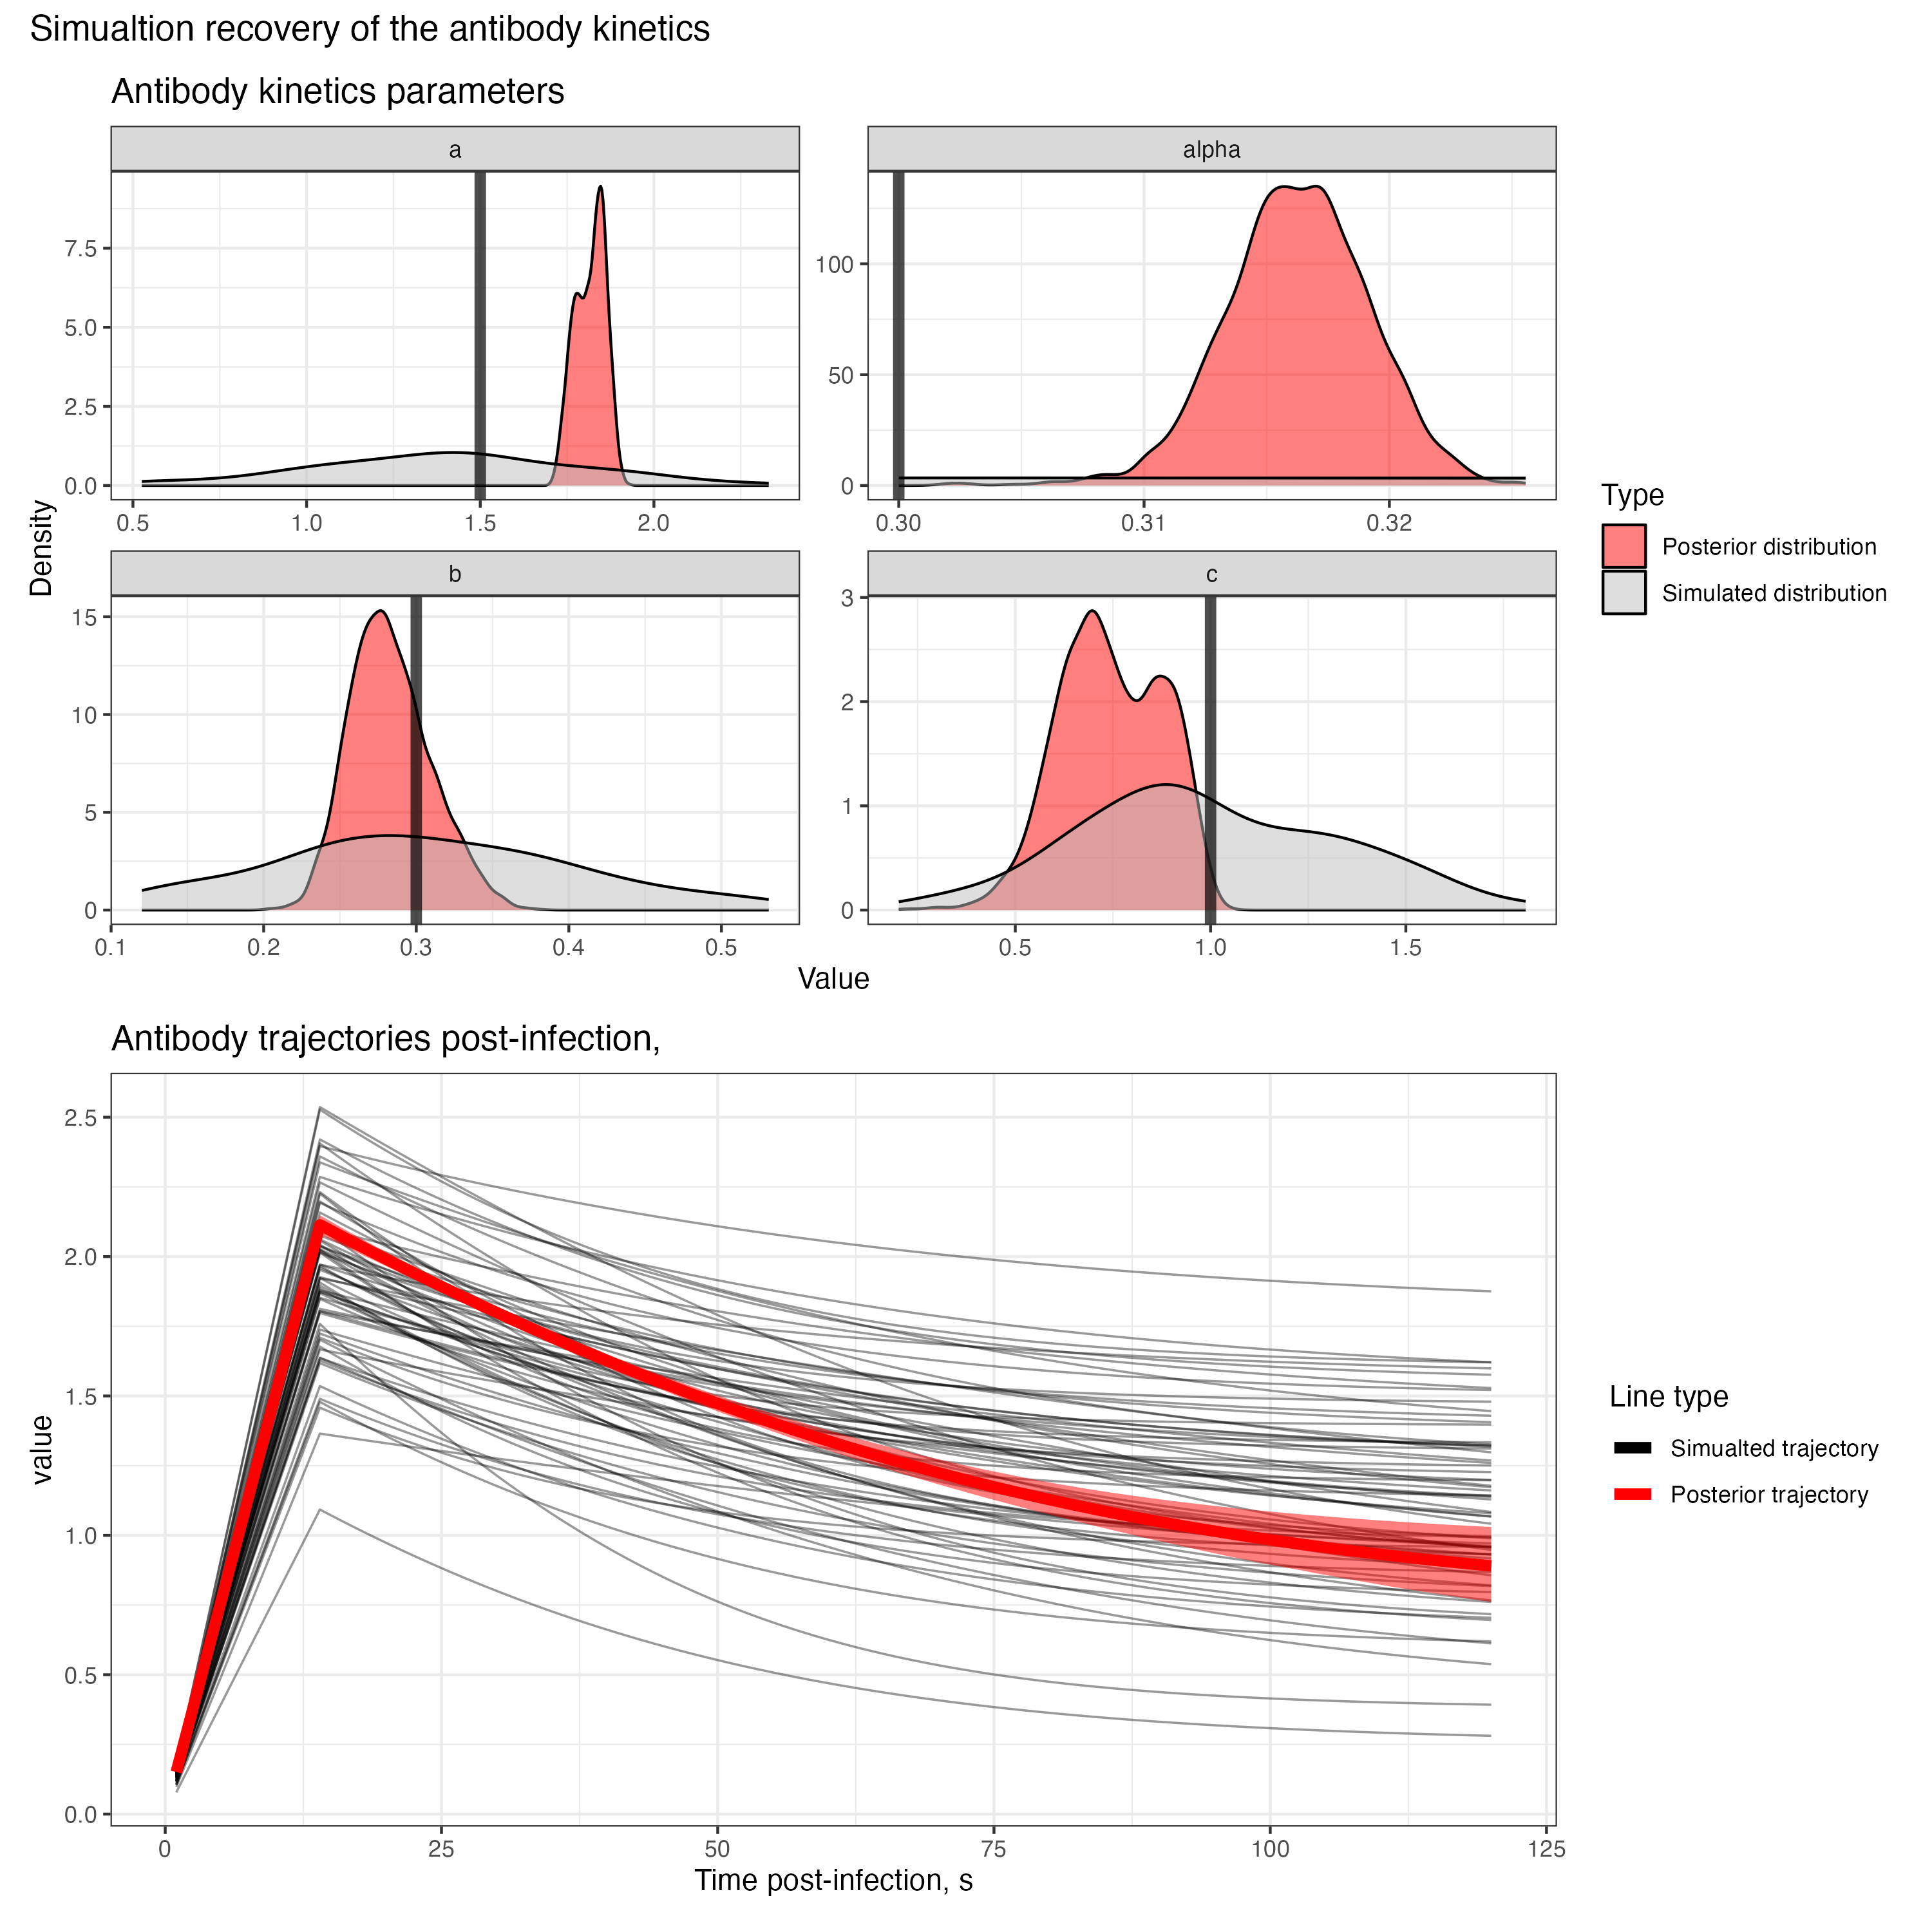 Simualtion recovery of the antibody kinetics
Antibody kinetics parameters
a
alpha
7.5
5.0
2.5
0.0
0.5 1.0 1.5 2.0
100
50
0
0.30 0.31 0.32
Density
b
c
15
10
5
0
0.1 0.2 0.3 0.4 0.5
3
2
1
0
0.5 1.0 1.5
Value
Type
Posterior distribution
Simulated distribution
Antibody trajectories post-infection,
value
2.5
2.0
1.5
1.0
0.5
0.0
0 25 50 75 100 125
Time post-infection, s
Line type
Simualted trajectory
Posterior trajectory